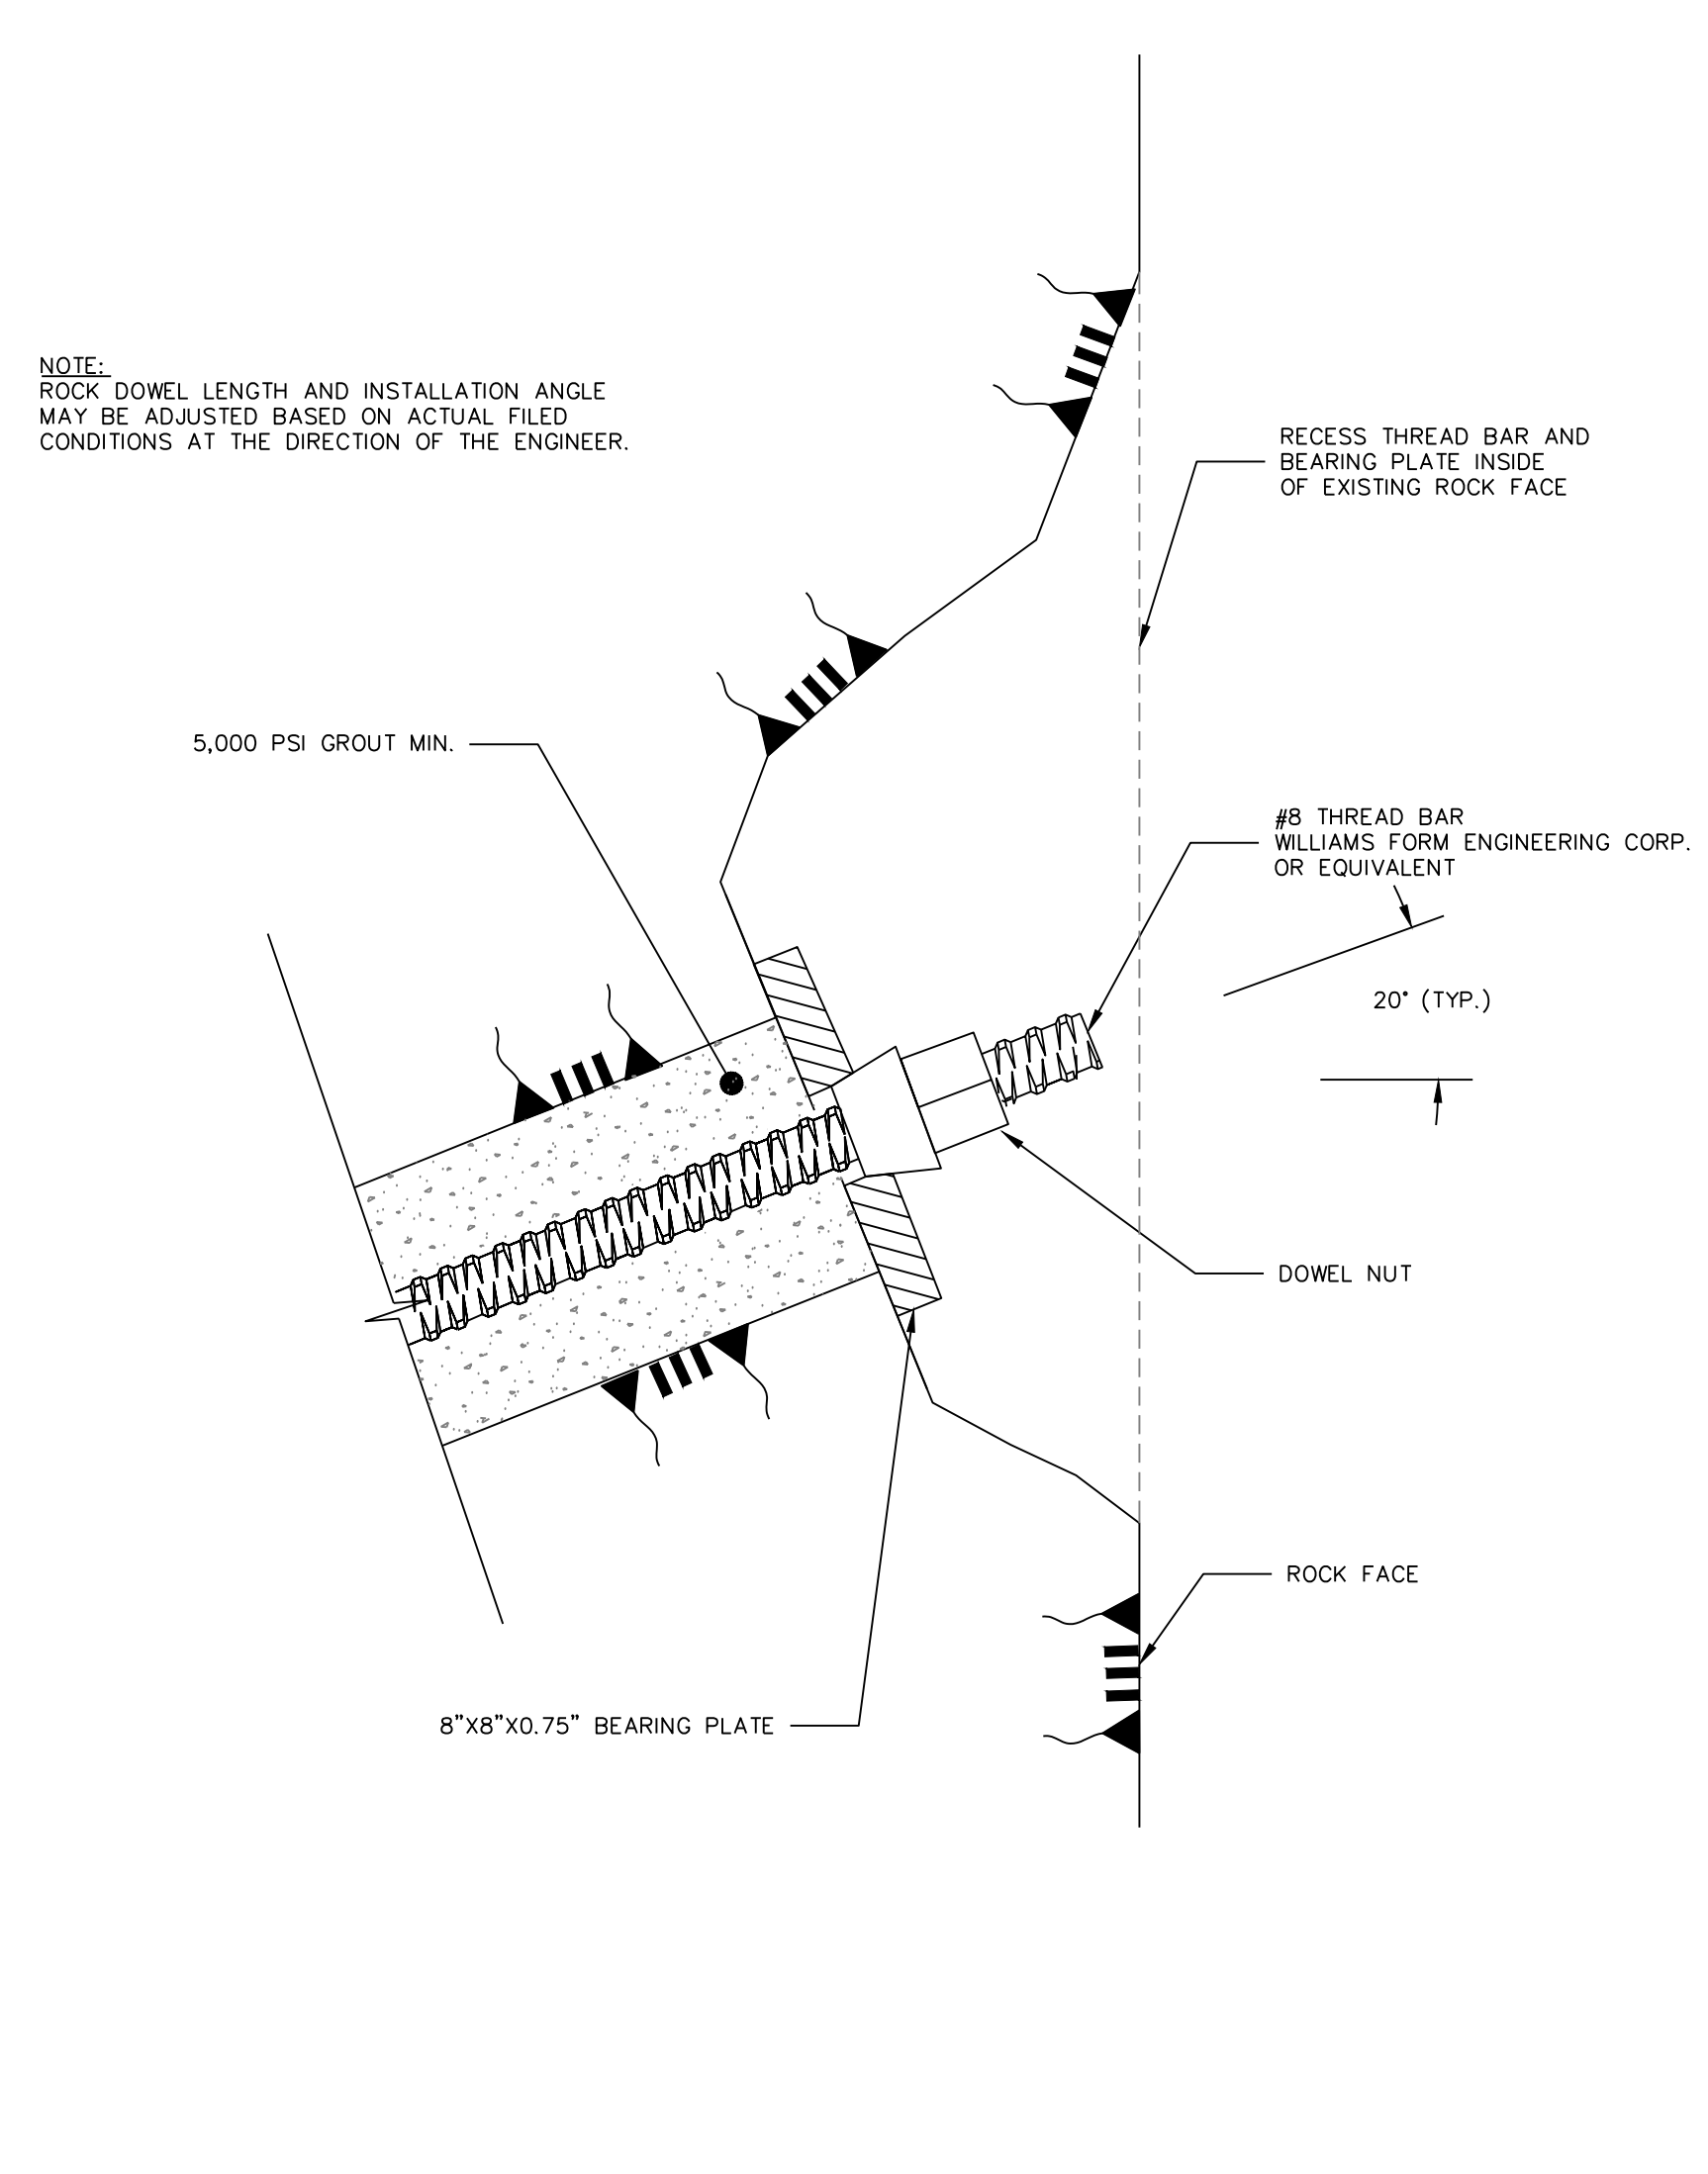 NOTE:
ROCK DOWEL LENGTH AND INSTALLATION ANGLE
MAY BE ADJUSTED BASED ON ACTUAL FILED
CONDITIONS AT THE DIRECTION OF THE ENGINEER.
RECESS THREAD BAR AND
BEARING PLATE INSIDE
OF EXISTING ROCK FACE
5,000 PSI GROUT MIN.
#8 THREAD BAR
WILLIAMS FORM ENGINEERING CORP.
OR EQUIVALENT
20° (TYP.)
DOWEL NUT
ROCK FACE
8"X8"X0.75" BEARING PLATE